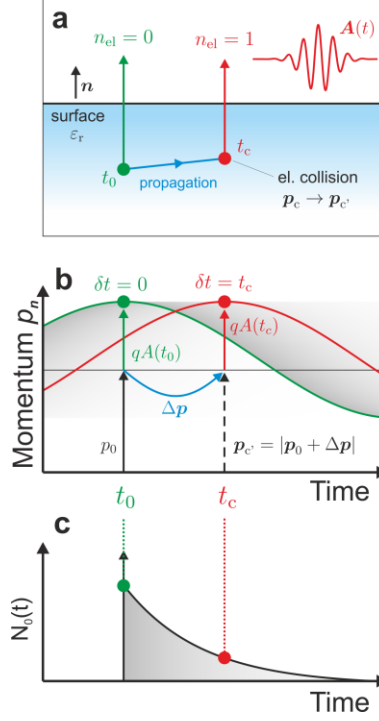 a
n_el = 0
n_el = 1
A(t)
n
surface
ε_r
t_0
propagation
t_c
el. collision
p_c → p_c'
b
δt = 0
δt = t_c
Momentum p_n
qA(t_0)
qA(t_c)
Δp
p_0
p_c' = |p_0 + Δp|
Time
t_0
t_c
c
N_0(t)
Time